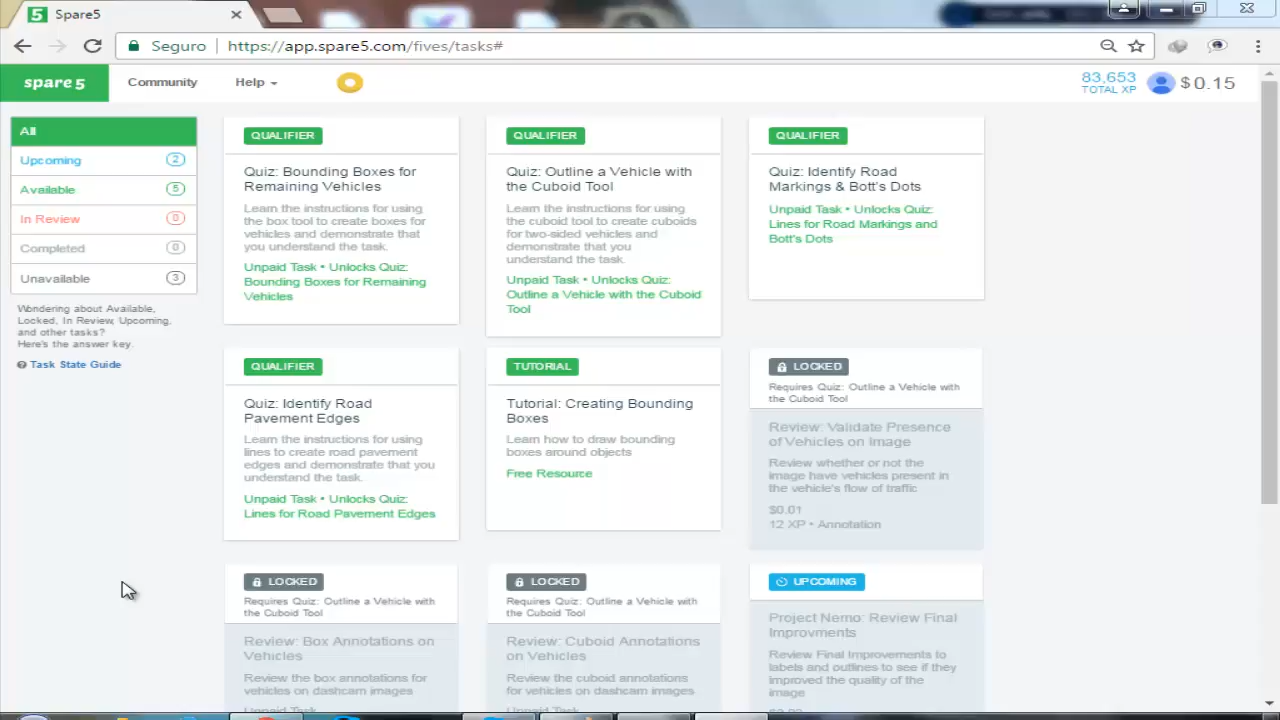 5 Spare5
Seguro https://app.spare5.com/fives/tasks#
spare5 Community Help
83,653
TOTAL XP
$0.15
All
Upcoming 2
Available 5
In Review 0
Completed 0
Unavailable 3
Wondering about Available,
Locked, In Review, Upcoming,
and other tasks?
Here's the answer key.
Task State Guide
QUALIFIER
Quiz: Bounding Boxes for
Remaining Vehicles
Learn the instructions for using
the box tool to create boxes for
vehicles and demonstrate that
you understand the task.
Unpaid Task • Unlocks Quiz:
Bounding Boxes for Remaining
Vehicles
QUALIFIER
Quiz: Outline a Vehicle with
the Cuboid Tool
Learn the instructions for using
the cuboid tool to create cuboids
for two-sided vehicles and
demonstrate that you
understand the task.
Unpaid Task • Unlocks Quiz:
Outline a Vehicle with the Cuboid
Tool
QUALIFIER
Quiz: Identify Road
Markings & Bott's Dots
Unpaid Task • Unlocks Quiz:
Lines for Road Markings and
Bott's Dots
QUALIFIER
Quiz: Identify Road
Pavement Edges
Learn the instructions for using
lines to create road pavement
edges and demonstrate that you
understand the task.
Unpaid Task • Unlocks Quiz:
Lines for Road Pavement Edges
TUTORIAL
Tutorial: Creating Bounding
Boxes
Learn how to draw bounding
boxes around objects
Free Resource
LOCKED
Requires Quiz: Outline a Vehicle with
the Cuboid Tool
Review: Validate Presence
of Vehicles on Image
Review whether or not the
image have vehicles present in
the vehicle's flow of traffic
$0.01
12 XP • Annotation
LOCKED
Requires Quiz: Outline a Vehicle with
the Cuboid Tool
Review: Box Annotations on
Vehicles
Review the box annotations for
vehicles on dashcam images
Unpaid Task
LOCKED
Requires Quiz: Outline a Vehicle with
the Cuboid Tool
Review: Cuboid Annotations
on Vehicles
Review the cuboid annotations
for vehicles on dashcam images
Unpaid Task
UPCOMING
Project Nemo: Review Final
Improvments
Review Final Improvements to
labels and outlines to see if they
improved the quality of the
image